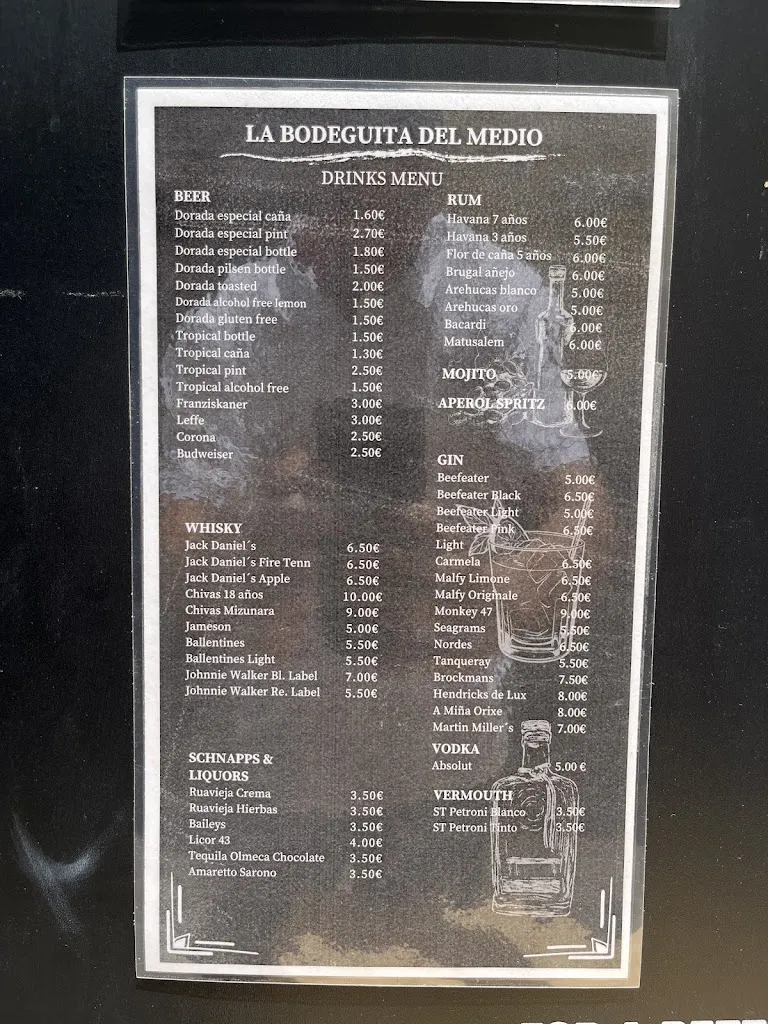 LA BODEGUITA DEL MEDIO
DRINKS MENU
BEER
Dorada especial caña 1.60€
Dorada especial pint 2.70€
Dorada especial bottle 1.80€
Dorada pilsen bottle 1.50€
Dorada toasted 2.00€
Dorada alcohol free lemon 1.50€
Dorada gluten free 1.50€
Tropical bottle 1.50€
Tropical caña 1.30€
Tropical pint 2.50€
Tropical alcohol free 1.50€
Franziskaner 3.00€
Leffe 3.00€
Corona 2.50€
Budweiser 2.50€
WHISKY
Jack Daniel´s 6.50€
Jack Daniel´s Fire Tenn 6.50€
Jack Daniel´s Apple 6.50€
Chivas 18 años 10.00€
Chivas Mizunara 9.00€
Jameson 5.00€
Ballentines 5.50€
Ballentines Light 5.50€
Johnnie Walker Bl. Label 7.00€
Johnnie Walker Re. Label 5.50€
SCHNAPPS &
LIQUORS
Ruavieja Crema 3.50€
Ruavieja Hierbas 3.50€
Baileys 3.50€
Licor 43 4.00€
Tequila Olmeca Chocolate 3.50€
Amaretto Sarono 3.50€
RUM
Havana 7 años 6.00€
Havana 3 años 5.50€
Flor de caña 5 años 6.00€
Brugal añejo 6.00€
Arehucas blanco 5.00€
Arehucas oro 5.00€
Bacardi 6.00€
Matusalem 6.00€
MOJITO 5.00€
APEROL SPRITZ 6.00€
GIN
Beefeater 5.00€
Beefeater Black 6.50€
Beefeater Light 5.00€
Beefeater Pink 6.50€
Light
Carmela 6.50€
Malfy Limone 6.50€
Malfy Originale 6.50€
Monkey 47 9.00€
Seagrams 5.50€
Nordes 6.50€
Tanqueray 5.50€
Brockmans 7.50€
Hendricks de Lux 8.00€
A Miña Orixe 8.00€
Martin Miller´s 7.00€
VODKA
Absolut 5.00 €
VERMOUTH
ST Petroni Blanco 3.50€
ST Petroni Tinto 3.50€